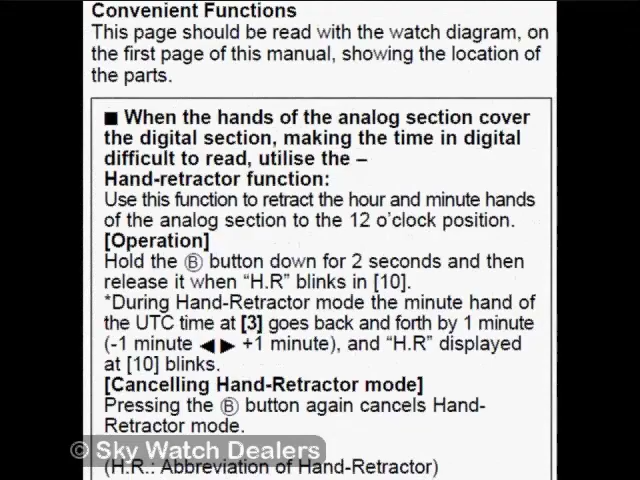 Convenient Functions
This page should be read with the watch diagram, on
the first page of this manual, showing the location of
the parts.
■ When the hands of the analog section cover
the digital section, making the time in digital
difficult to read, utilise the –
Hand-retractor function:
Use this function to retract the hour and minute hands
of the analog section to the 12 o'clock position.
[Operation]
Hold the Ⓑ button down for 2 seconds and then
release it when “H.R” blinks in [10].
*During Hand-Retractor mode the minute hand of
the UTC time at [3] goes back and forth by 1 minute
(-1 minute ◀ ▶ +1 minute), and “H.R” displayed
at [10] blinks.
[Cancelling Hand-Retractor mode]
Pressing the Ⓑ button again cancels Hand-
Retractor mode.
© Sky Watch Dealers
(H.R.: Abbreviation of Hand-Retractor)